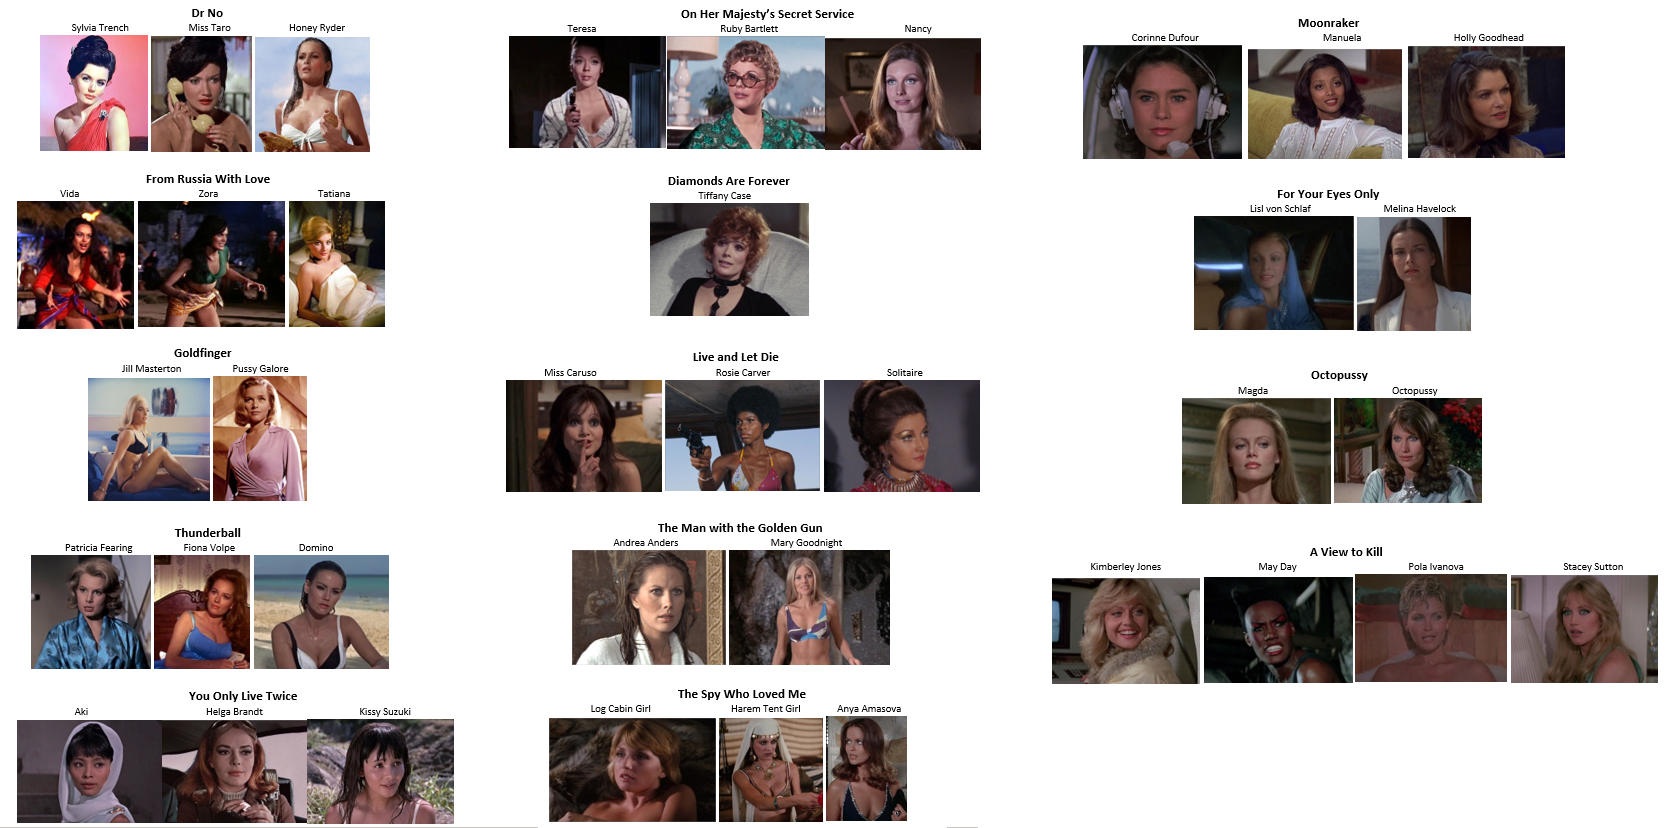 Dr No
Sylvia Trench Miss Taro Honey Ryder
From Russia With Love
Vida Zora Tatiana
Goldfinger
Jill Masterton Pussy Galore
Thunderball
Patricia Fearing Fiona Volpe Domino
You Only Live Twice
Aki Helga Brandt Kissy Suzuki
On Her Majesty's Secret Service
Teresa Ruby Bartlett Nancy
Diamonds Are Forever
Tiffany Case
Live and Let Die
Miss Caruso Rosie Carver Solitaire
The Man with the Golden Gun
Andrea Anders Mary Goodnight
The Spy Who Loved Me
Log Cabin Girl Harem Tent Girl Anya Amasova
Moonraker
Corinne Dufour Manuela Holly Goodhead
For Your Eyes Only
Lisl von Schlaf Melina Havelock
Octopussy
Magda Octopussy
A View to Kill
Kimberley Jones May Day Pola Ivanova Stacey Sutton